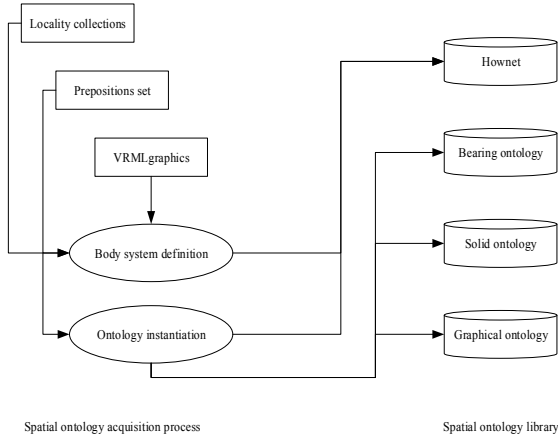 Locality collections
Hownet
Prepositions set
Bearing ontology
VRMLgraphics
Body system definition
Solid ontology
Ontology instantiation
Graphical ontology
Spatial ontology acquisition process
Spatial ontology library